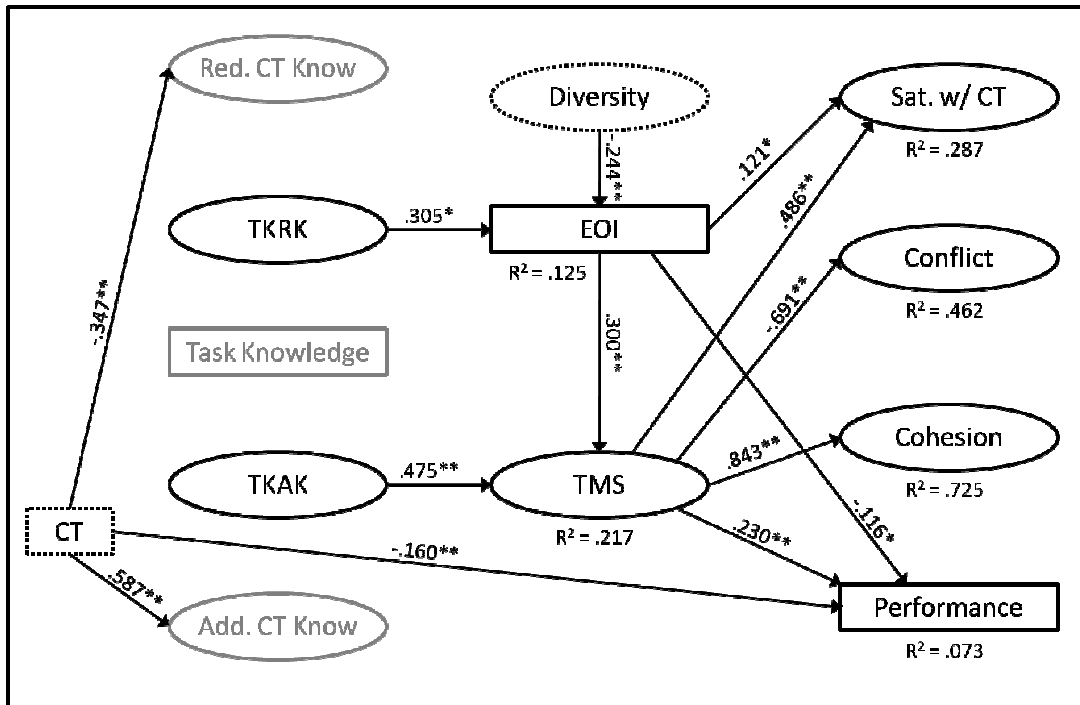 Red. CT Know
Diversity
Sat. w/ CT
R² = .287
-.244**
.121*
.486**
TKRK
.305*
EOI
R² = .125
Conflict
R² = .462
-.691**
-.347**
.300**
Task Knowledge
TKAK
.475**
TMS
R² = .217
.843**
Cohesion
R² = .725
-.116*
CT
-.160**
.230**
.587**
Add. CT Know
Performance
R² = .073